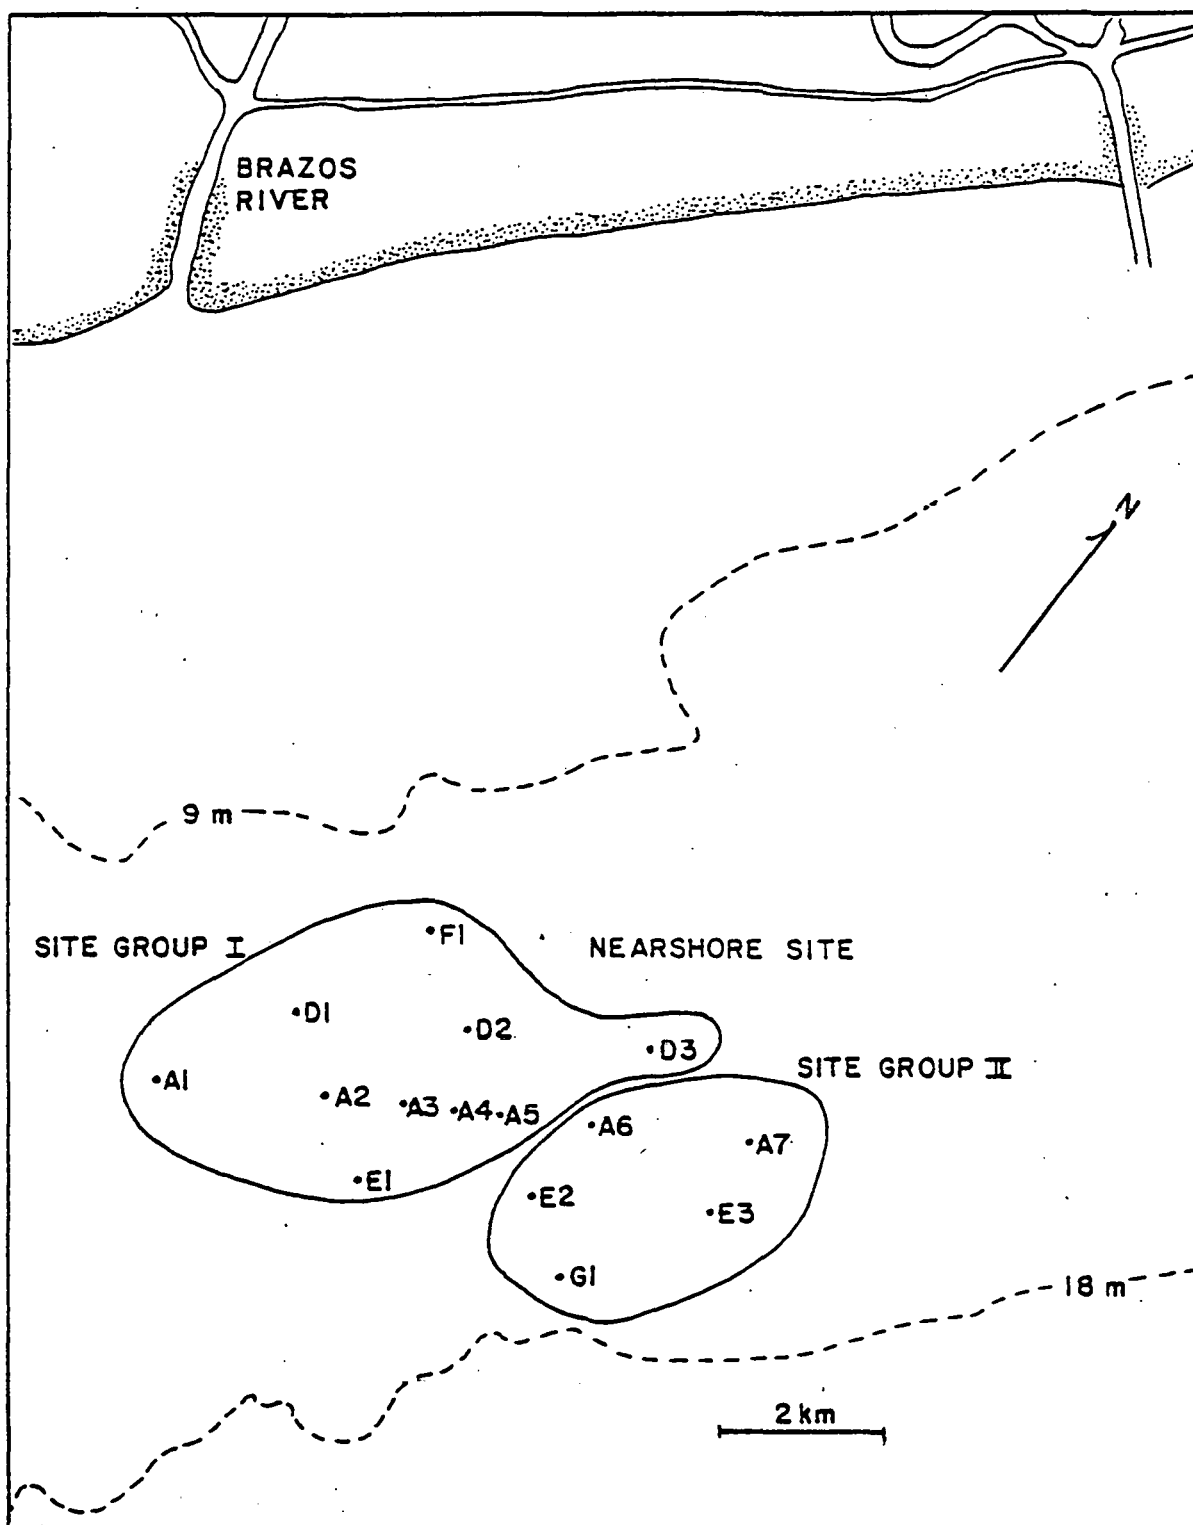 BRAZOS
RIVER
N
9 m
SITE GROUP I
F1
NEARSHORE SITE
D1
D2
D3
SITE GROUP II
A1
A2
A3
A4
A5
A6
A7
E1
E2
E3
G1
18 m
2 km